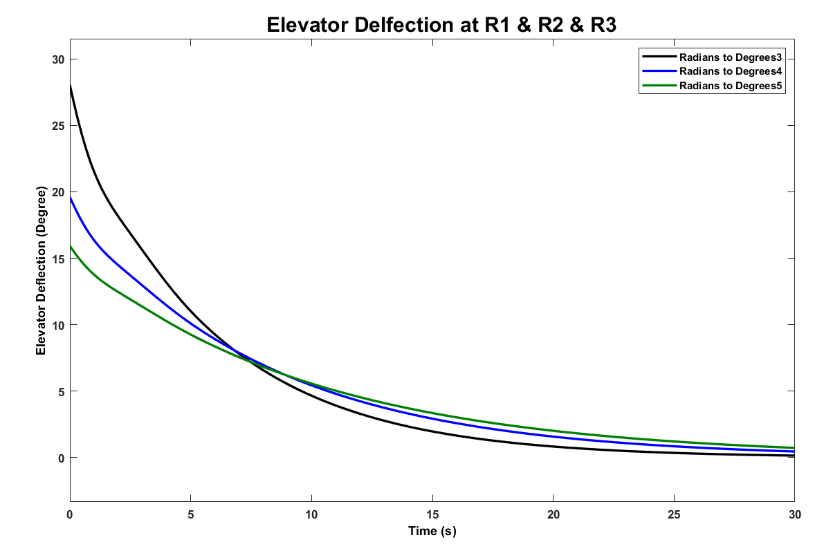 Elevator Delfection at R1 & R2 & R3
Radians to Degrees3
Radians to Degrees4
Radians to Degrees5
Elevator Deflection (Degree)
30
25
20
15
10
5
0
0 5 10 15 20 25 30
Time (s)